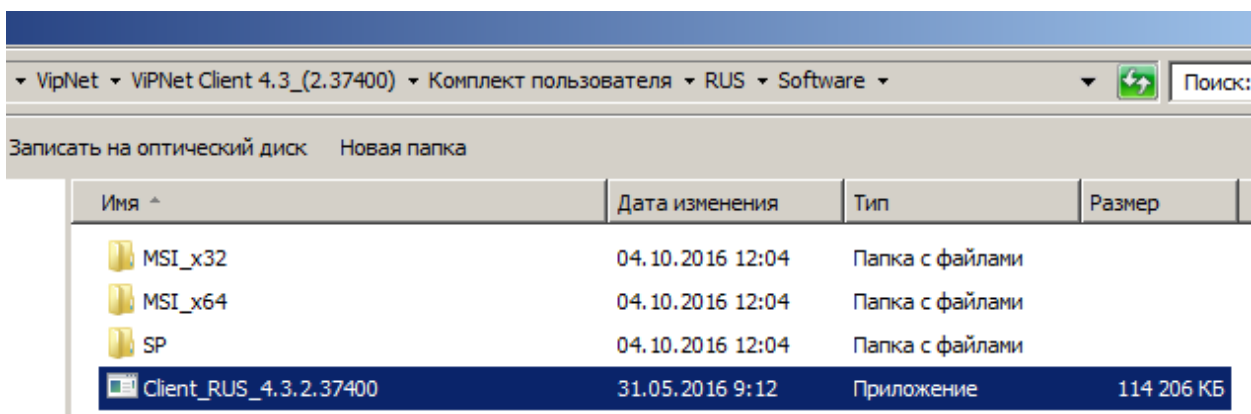 VipNet ViPNet Client 4.3_(2.37400) Комплект пользователя RUS Software Поиск:
Записать на оптический диск Новая папка
Имя Дата изменения Тип Размер
MSI_x32 04.10.2016 12:04 Папка с файлами
MSI_x64 04.10.2016 12:04 Папка с файлами
SP 04.10.2016 12:04 Папка с файлами
Client_RUS_4.3.2.37400 31.05.2016 9:12 Приложение 114 206 КБ